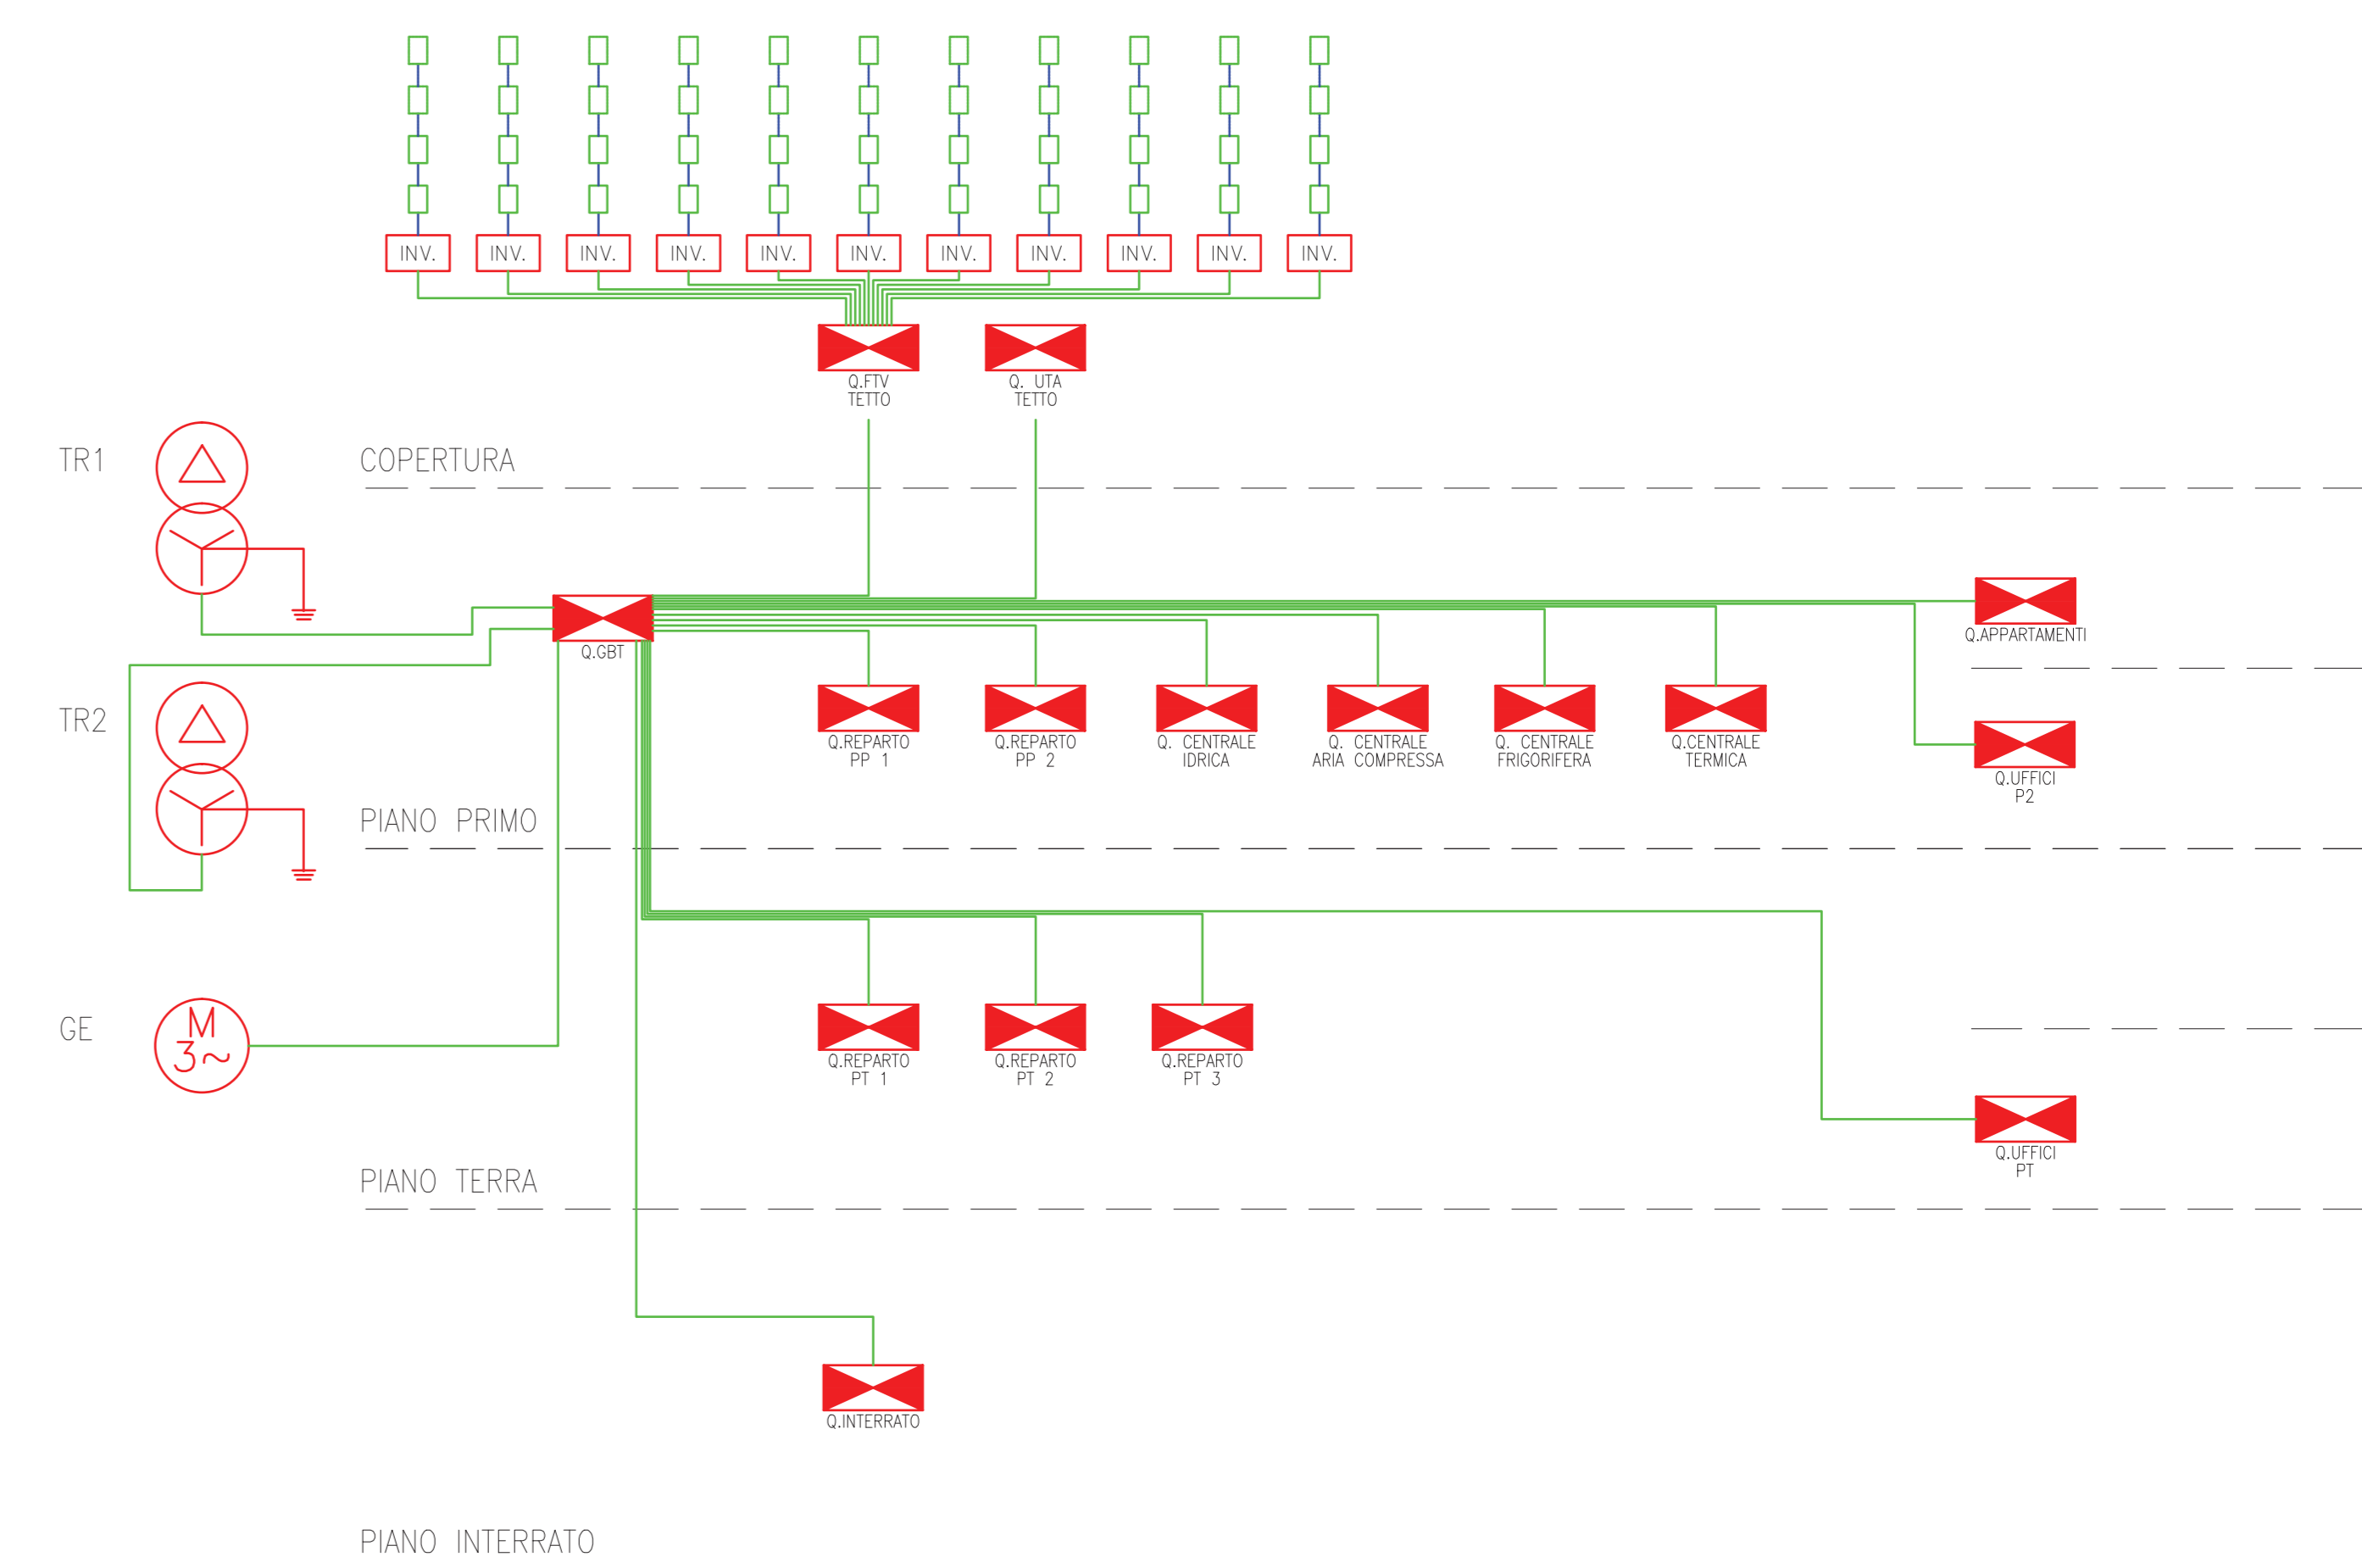 INV. INV. INV. INV. INV. INV. INV. INV. INV. INV. INV.
Q.FTV
TETTO
Q. UTA
TETTO
TR1
COPERTURA
Q.GBT
Q.APPARTAMENTI
TR2
Q.REPARTO
PP 1
Q.REPARTO
PP 2
Q. CENTRALE
IDRICA
Q. CENTRALE
ARIA COMPRESSA
Q. CENTRALE
FRIGORIFERA
Q.CENTRALE
TERMICA
Q.UFFICI
P2
PIANO PRIMO
GE
M
3~
Q.REPARTO
PT 1
Q.REPARTO
PT 2
Q.REPARTO
PT 3
Q.UFFICI
PT
PIANO TERRA
Q.INTERRATO
PIANO INTERRATO